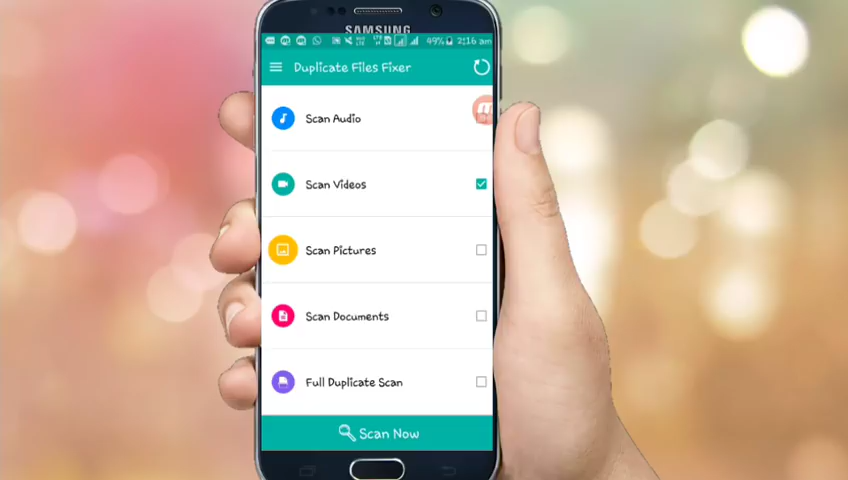 SAMSUNG
49% 2:16 am
Duplicate Files Fixer
Scan Audio
Scan Videos
Scan Pictures
Scan Documents
Full Duplicate Scan
Scan Now